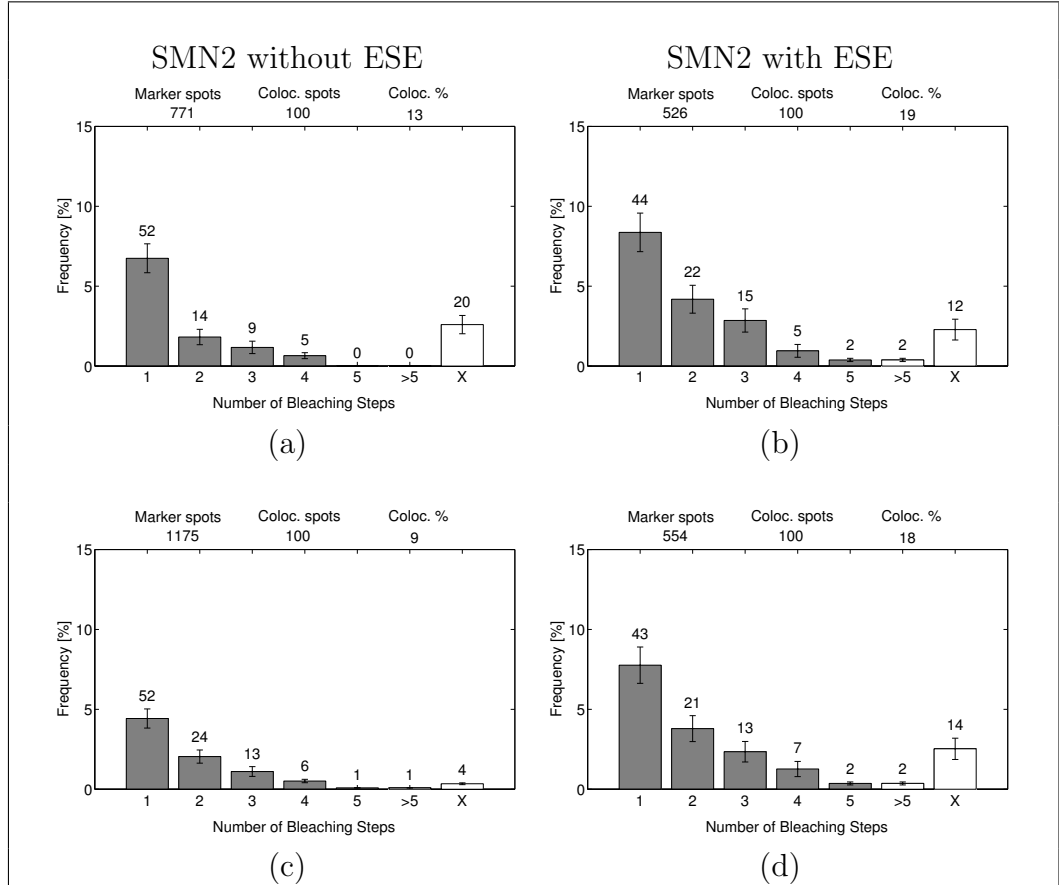 SMN2 without ESE
SMN2 with ESE
Marker spots Coloc. spots Coloc. %
771 100 13
15
10
5
0
Frequency [%]
52
14
9
5
0
0
20
1 2 3 4 5 >5 X
Number of Bleaching Steps
(a)
Marker spots Coloc. spots Coloc. %
526 100 19
15
10
5
0
Frequency [%]
44
22
15
5
2
2
12
1 2 3 4 5 >5 X
Number of Bleaching Steps
(b)
Marker spots Coloc. spots Coloc. %
1175 100 9
15
10
5
0
Frequency [%]
52
24
13
6
1
1
4
1 2 3 4 5 >5 X
Number of Bleaching Steps
(c)
Marker spots Coloc. spots Coloc. %
554 100 18
15
10
5
0
Frequency [%]
43
21
13
7
2
2
14
1 2 3 4 5 >5 X
Number of Bleaching Steps
(d)